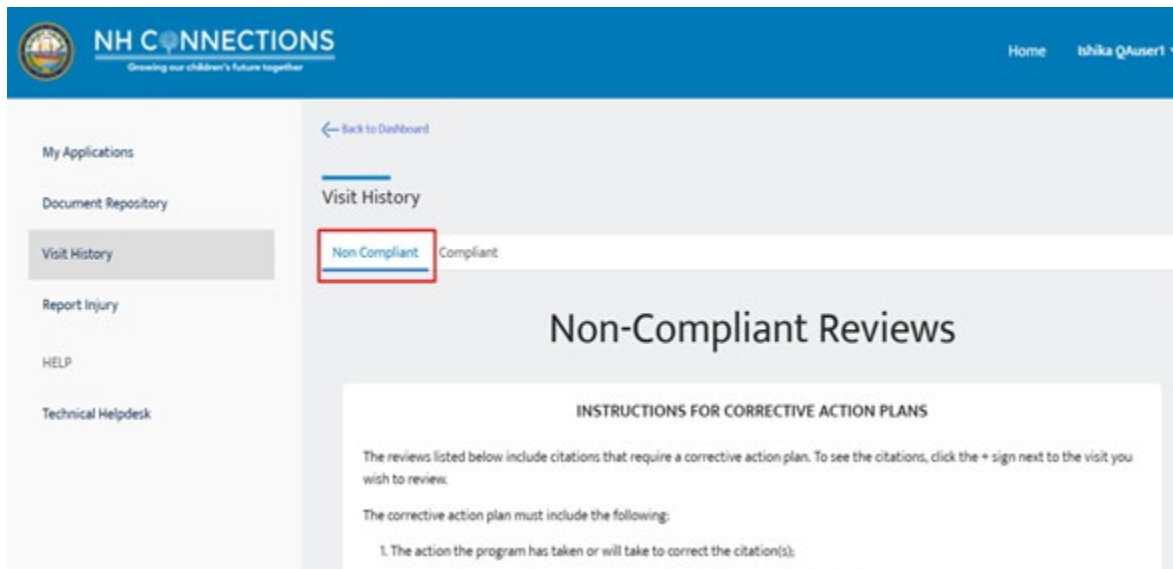 NH CONNECTIONS
Growing our children's future together
Home
Ishika QAuser1
My Applications
Document Repository
Visit History
Report Injury
HELP
Technical Helpdesk
Back to Dashboard
Visit History
Non Compliant
Compliant
Non-Compliant Reviews
INSTRUCTIONS FOR CORRECTIVE ACTION PLANS
The reviews listed below include citations that require a corrective action plan. To see the citations, click the + sign next to the visit you
wish to review.
The corrective action plan must include the following:
1. The action the program has taken or will take to correct the citation(s);